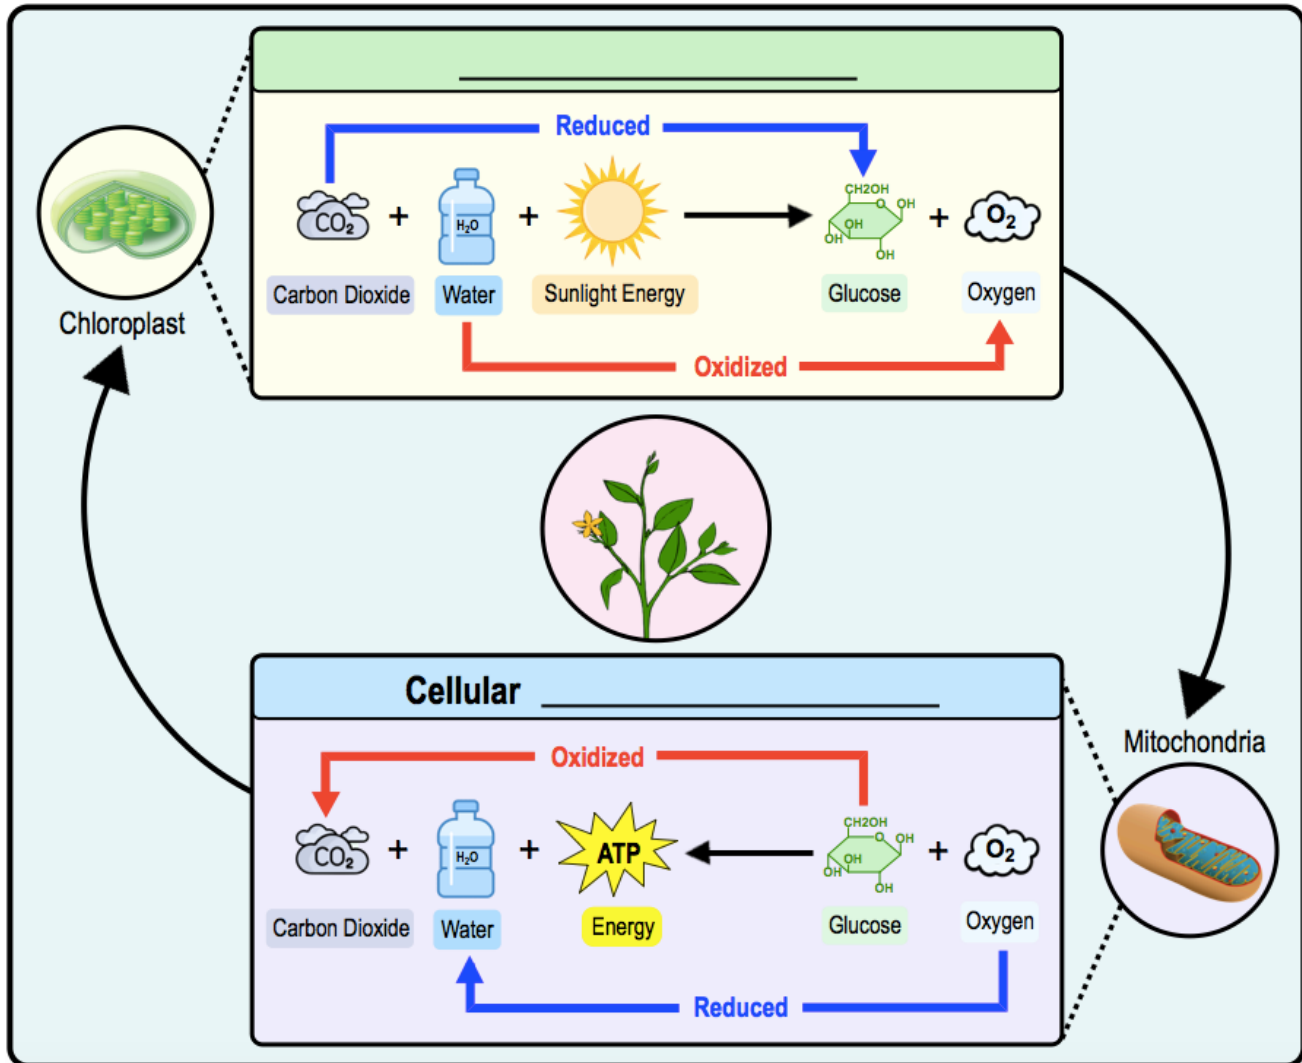 Reduced
CO₂ + H₂O + CH2OH O OH OH OH OH + O₂
Carbon Dioxide Water Sunlight Energy Glucose Oxygen
Oxidized
Chloroplast
Cellular
Mitochondria
Oxidized
CO₂ + H₂O + ATP CH2OH O OH OH OH OH + O₂
Carbon Dioxide Water Energy Glucose Oxygen
Reduced